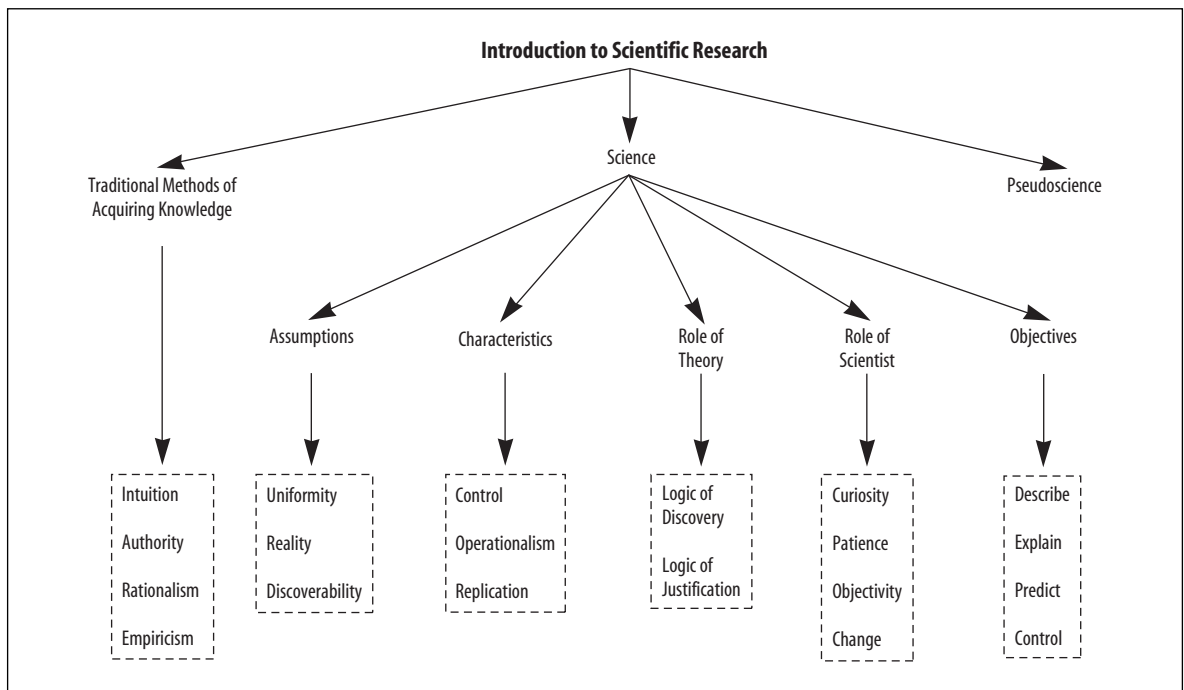 Introduction to Scientific Research
Traditional Methods of
Acquiring Knowledge
Science
Pseudoscience
Assumptions
Characteristics
Role of
Theory
Role of
Scientist
Objectives
Intuition
Authority
Rationalism
Empiricism
Uniformity
Reality
Discoverability
Control
Operationalism
Replication
Logic of
Discovery
Logic of
Justification
Curiosity
Patience
Objectivity
Change
Describe
Explain
Predict
Control